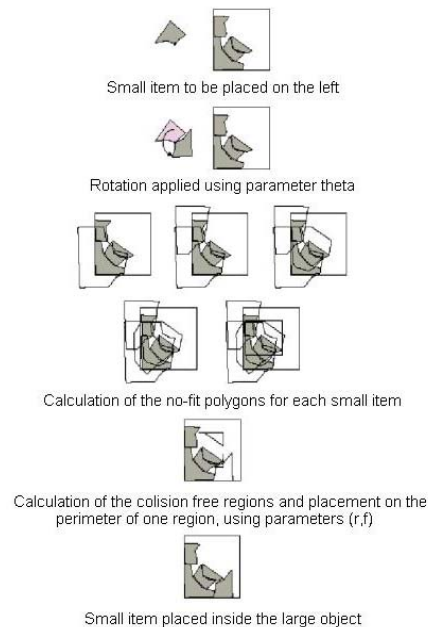 Small item to be placed on the left
Rotation applied using parameter theta
Calculation of the no-fit polygons for each small item
Calculation of the colision free regions and placement on the
perimeter of one region, using parameters (r,f)
Small item placed inside the large object